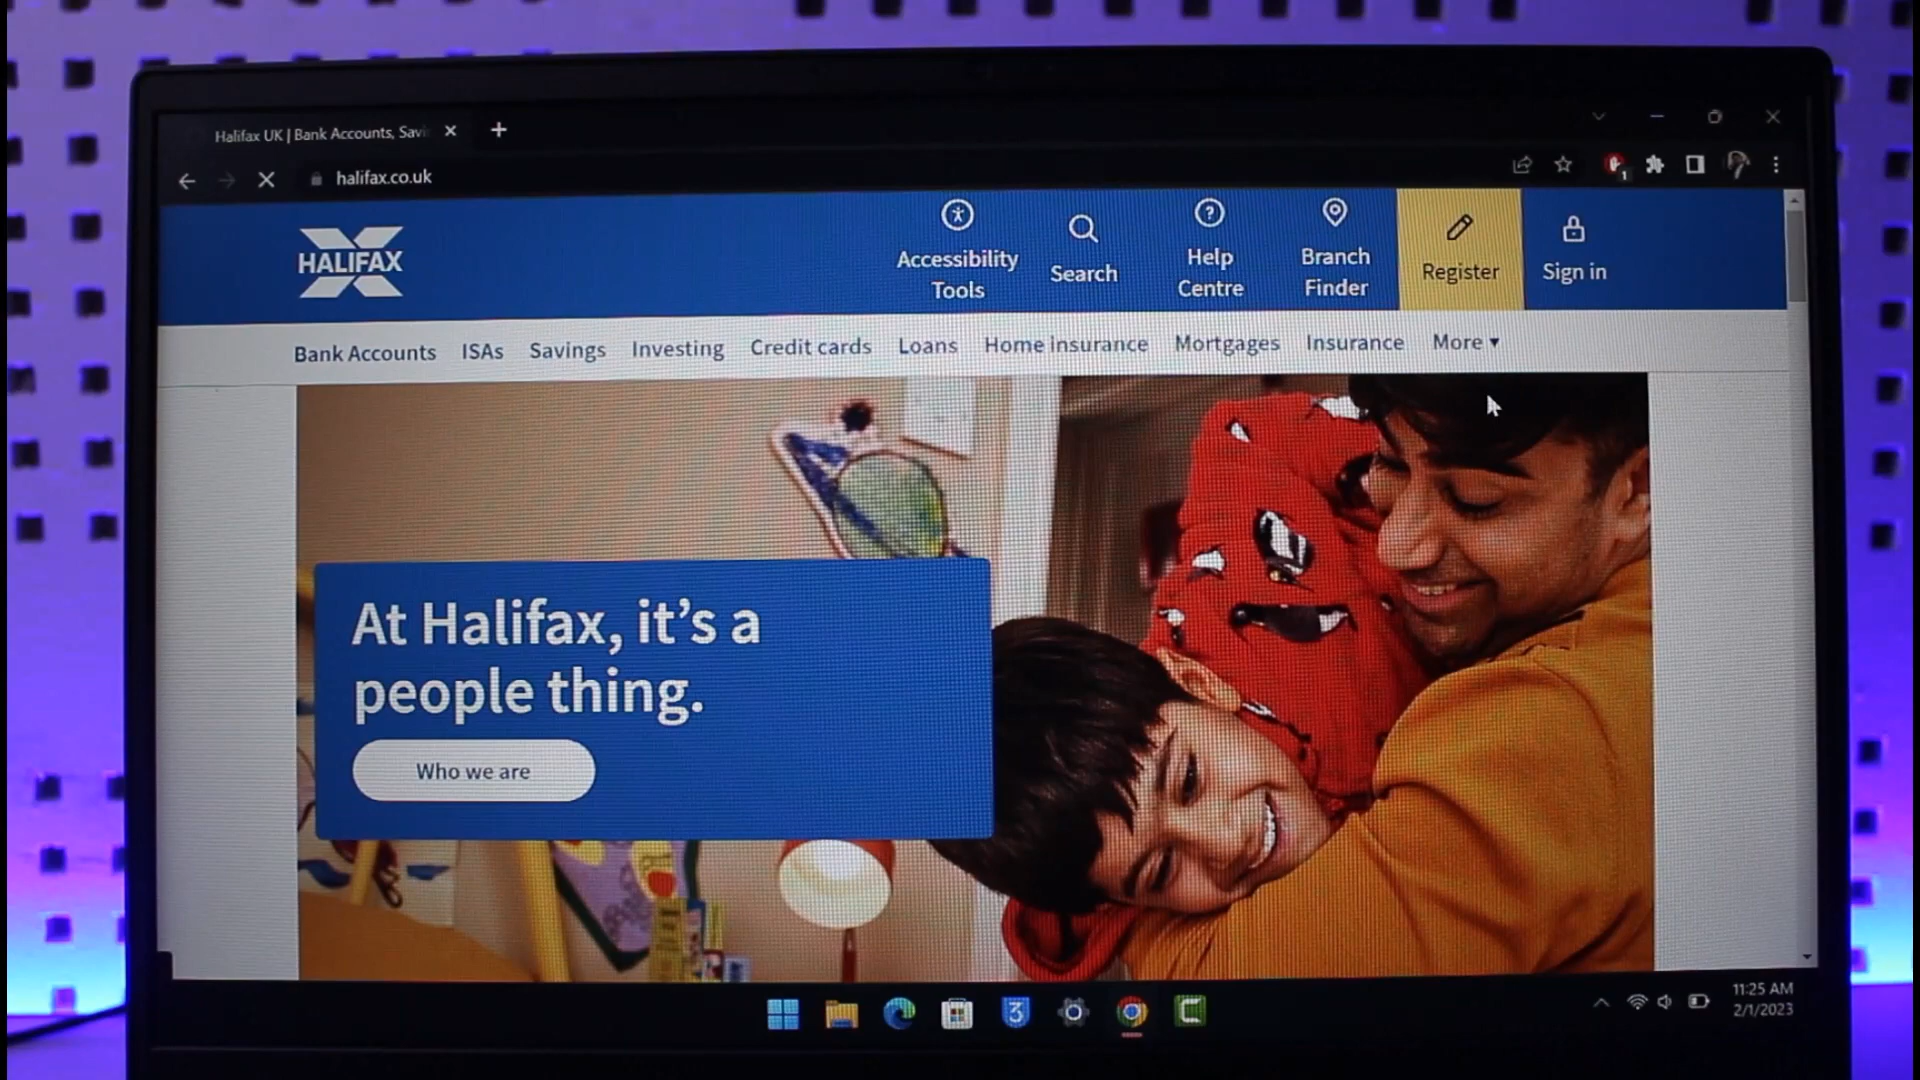 Halifax UK | Bank Accounts, Savi
halifax.co.uk
1
HALIFAX
Accessibility
Tools
Search
Help
Centre
Branch
Finder
Register
Sign in
Bank Accounts ISAs Savings Investing Credit cards Loans Home insurance Mortgages Insurance More ▾
At Halifax, it’s a
people thing.
Who we are
3
11:25 AM
2/1/2023